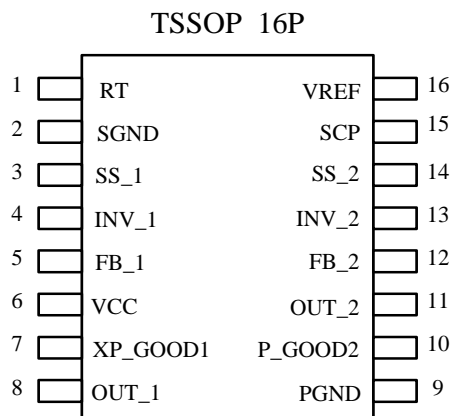 TSSOP 16P
1 RT VREF 16
2 SGND SCP 15
3 SS_1 SS_2 14
4 INV_1 INV_2 13
5 FB_1 FB_2 12
6 VCC OUT_2 11
7 XP_GOOD1 P_GOOD2 10
8 OUT_1 PGND 9